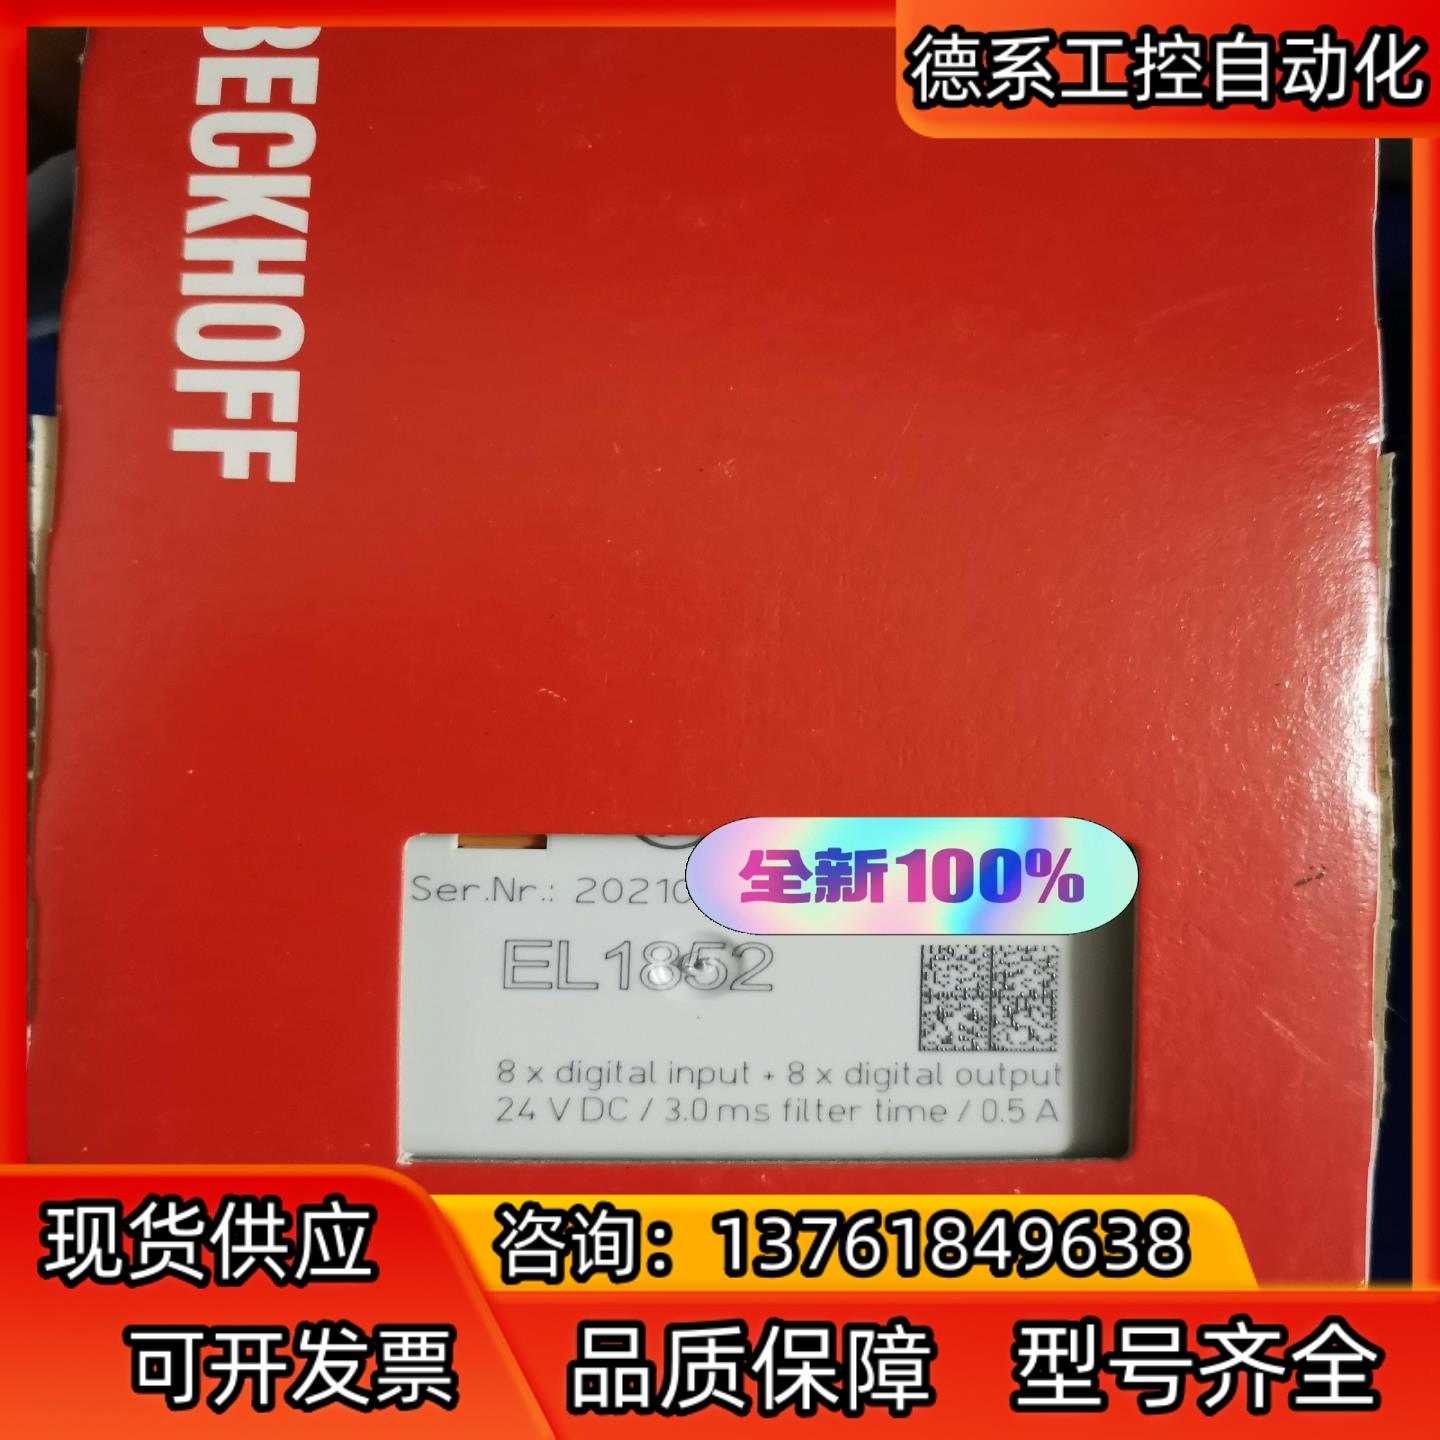 德系工控自动化
BECKHOFF
全新100%
Ser.Nr.: 20210
EL1852
8 x digital input + 8 x digital output
24 V DC / 3.0 ms filter time / 0.5 A
现货供应
咨询：13761849638
可开发票
品质保障 型号齐全